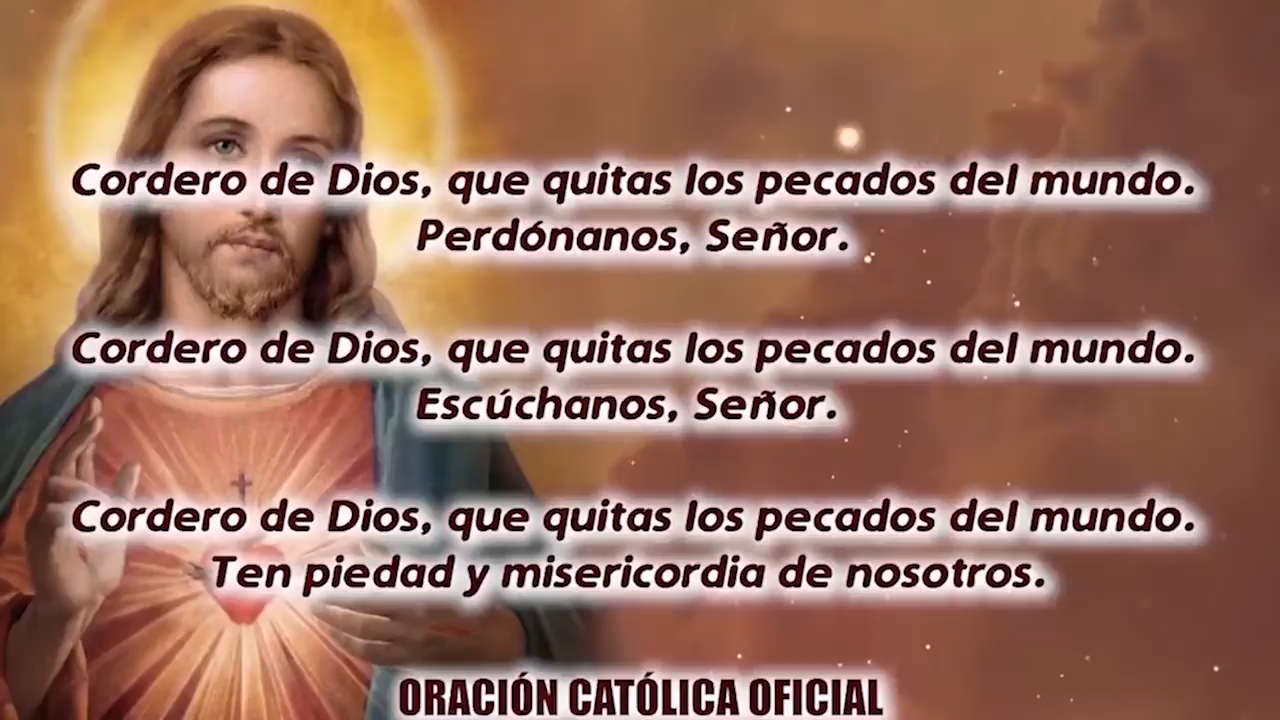 Cordero de Dios, que quitas los pecados del mundo.
Perdónanos, Señor.
Cordero de Dios, que quitas los pecados del mundo.
Escúchanos, Señor.
Cordero de Dios, que quitas los pecados del mundo.
Ten piedad y misericordia de nosotros.
ORACIÓN CATÓLICA OFICIAL